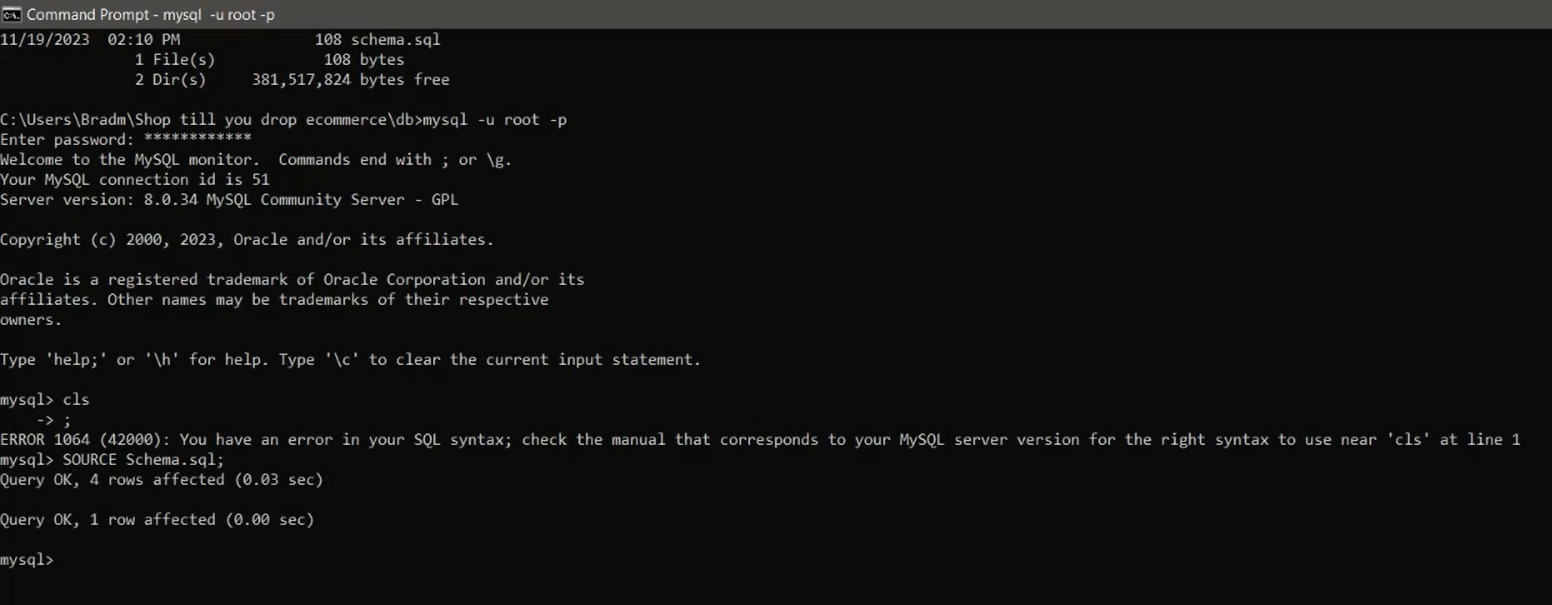 Command Prompt - mysql -u root -p
11/19/2023  02:10 PM               108 schema.sql
               1 File(s)            108 bytes
               2 Dir(s)     381,517,824 bytes free
C:\Users\Bradm\Shop till you drop ecommerce\db>mysql -u root -p
Enter password: ************
Welcome to the MySQL monitor.  Commands end with ; or \g.
Your MySQL connection id is 51
Server version: 8.0.34 MySQL Community Server - GPL
Copyright (c) 2000, 2023, Oracle and/or its affiliates.
Oracle is a registered trademark of Oracle Corporation and/or its
affiliates. Other names may be trademarks of their respective
owners.
Type 'help;' or '\h' for help. Type '\c' to clear the current input statement.
mysql> cls
    -> ;
ERROR 1064 (42000): You have an error in your SQL syntax; check the manual that corresponds to your MySQL server version for the right syntax to use near 'cls' at line 1
mysql> SOURCE Schema.sql;
Query OK, 4 rows affected (0.03 sec)
Query OK, 1 row affected (0.00 sec)
mysql>